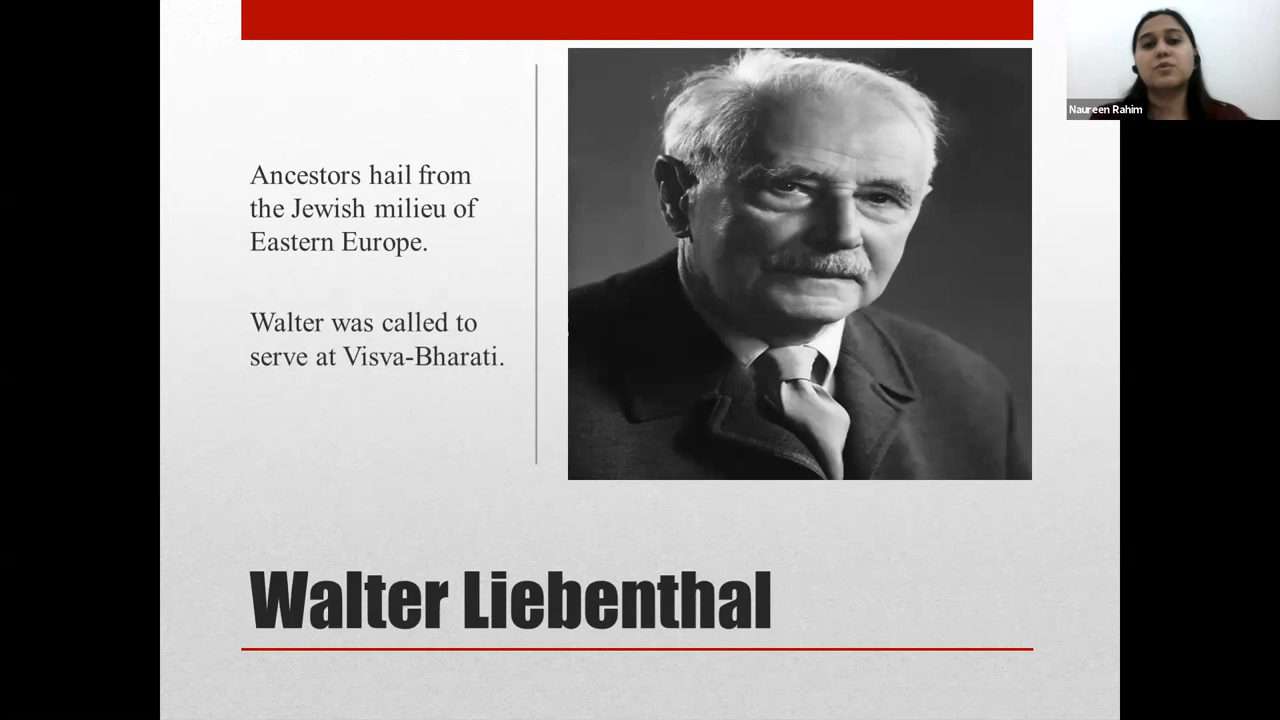 Ancestors hail from
the Jewish milieu of
Eastern Europe.
Walter was called to
serve at Visva-Bharati.
Walter Liebenthal
Naureen Rahim